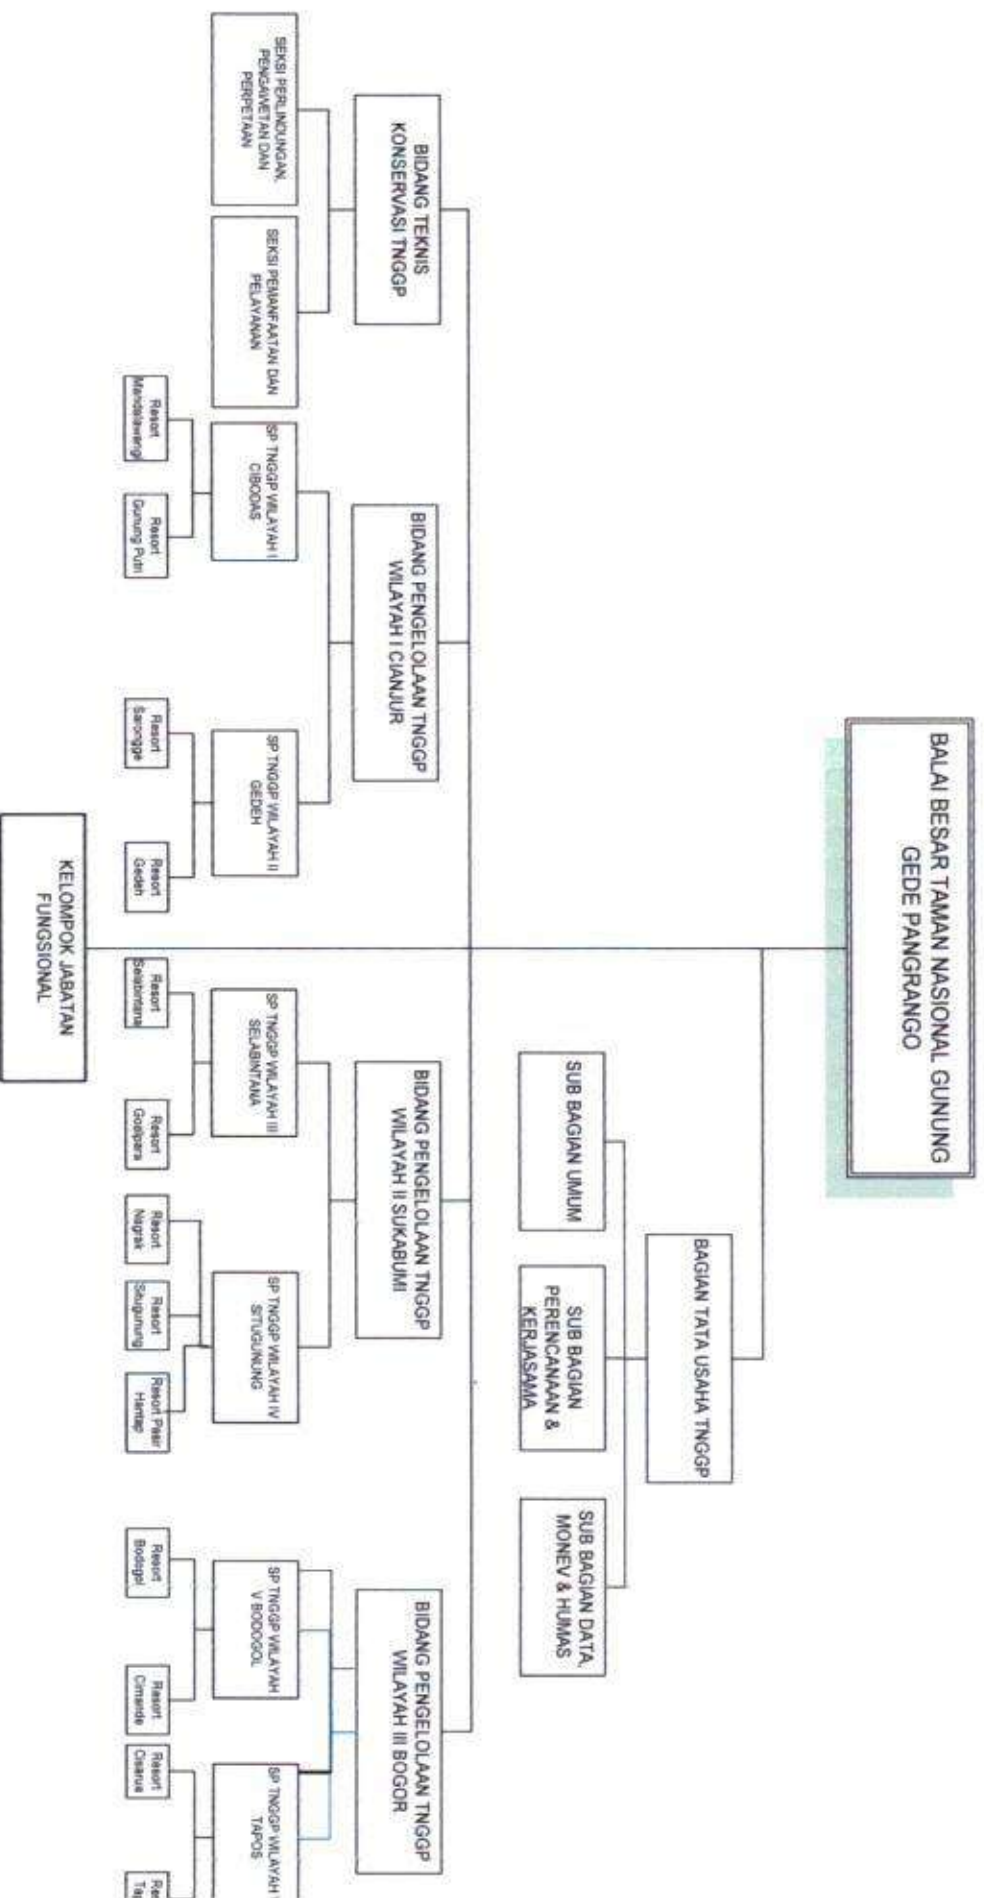 BALAI BESAR TAMAN NASIONAL GUNUNG
GEDE PANGRANGO
BAGIAN TATA USAHA TNGGP
SUB BAGIAN UMUM
SUB BAGIAN
PERENCANAAN &
KERJASAMA
SUB BAGIAN DATA,
MONEV & HUMAS
BIDANG TEKNIS
KONSERVASI TNGGP
BIDANG PENGELOLAAN TNGGP
WILAYAH I CIANJUR
BIDANG PENGELOLAAN TNGGP
WILAYAH II SUKABUMI
BIDANG PENGELOLAAN TNGGP
WILAYAH III BOGOR
SEKSI PERLINDUNGAN,
PENGAWETAN DAN
PERPETAAN
SEKSI PEMANFAATAN DAN
PELAYANAN
SP TNGGP WILAYAH I
CIBODAS
SP TNGGP WILAYAH II
GEDEH
SP TNGGP WILAYAH III
SELABINTANA
SP TNGGP WILAYAH IV
SITUGUNUNG
SP TNGGP WILAYAH
V BODOGOL
SP TNGGP WILAYAH
TAPOS
Resort
Mandalawangi
Resort
Gunung Putri
Resort
Sarongge
Resort
Gedeh
Resort
Selabintana
Resort
Goalpara
Resort
Nagrak
Resort
Situgunung
Resort Pasir
Hantap
Resort
Bodogol
Resort
Cimande
Resort
Cisarua
KELOMPOK JABATAN
FUNGSIONAL